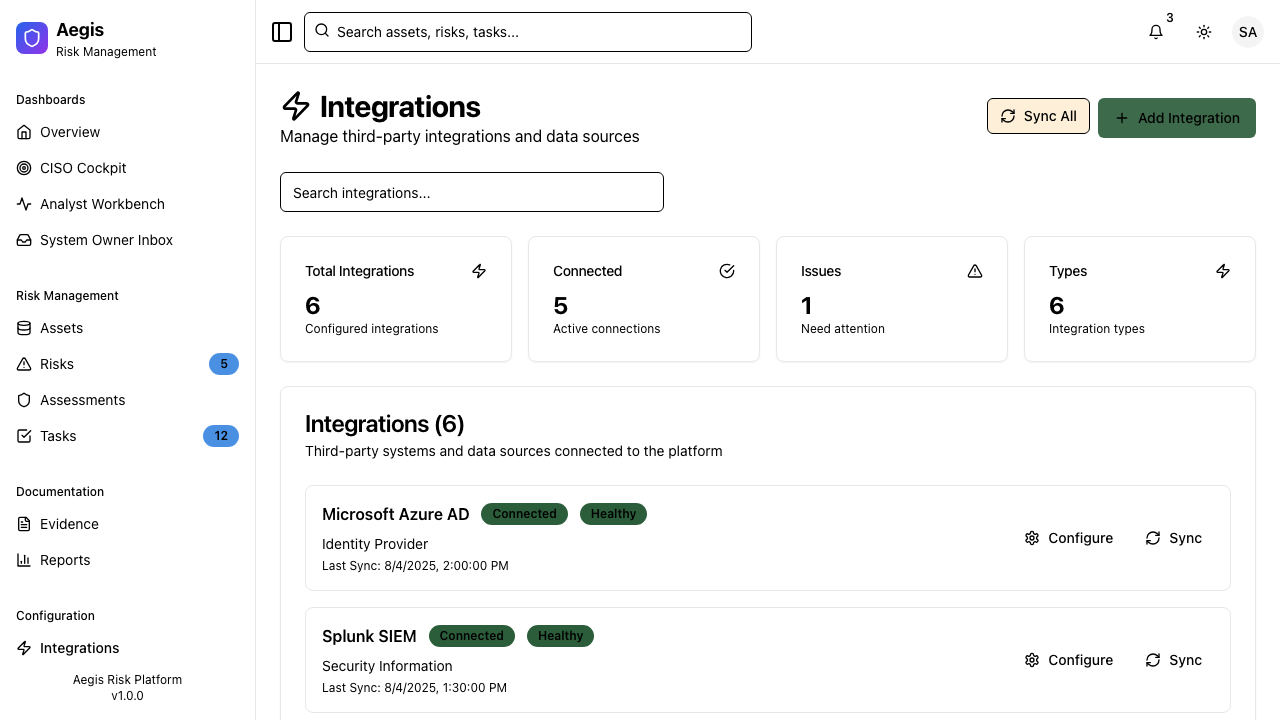 Aegis
Risk Management
Dashboards
Overview
CISO Cockpit
Analyst Workbench
System Owner Inbox
Risk Management
Assets
Risks 5
Assessments
Tasks 12
Documentation
Evidence
Reports
Configuration
Integrations
Aegis Risk Platform
v1.0.0
Search assets, risks, tasks...
3
SA
Integrations
Manage third-party integrations and data sources
Sync All
Add Integration
Search integrations...
Total Integrations
6
Configured integrations
Connected
5
Active connections
Issues
1
Need attention
Types
6
Integration types
Integrations (6)
Third-party systems and data sources connected to the platform
Microsoft Azure AD Connected Healthy
Identity Provider
Last Sync: 8/4/2025, 2:00:00 PM
Configure Sync
Splunk SIEM Connected Healthy
Security Information
Last Sync: 8/4/2025, 1:30:00 PM
Configure Sync